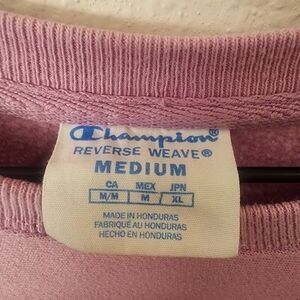 Champion®
REVERSE WEAVE®
MEDIUM
CA MEX JPN
M/M M XL
MADE IN HONDURAS
FABRIQUÉ AU HONDURAS
HECHO EN HONDURAS